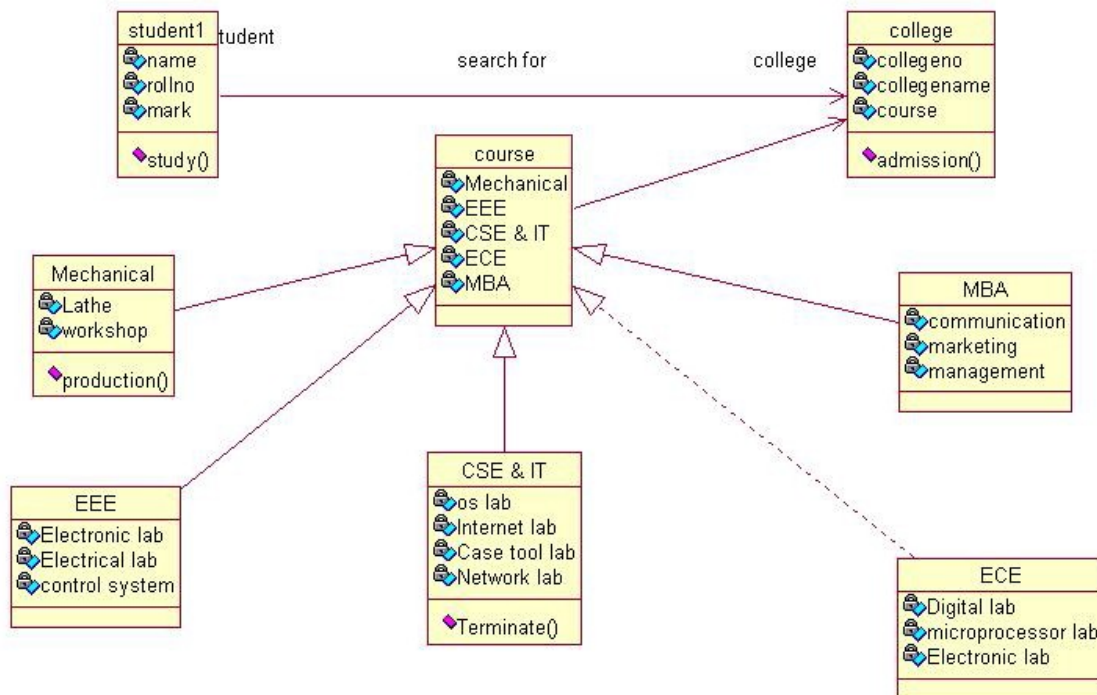 student1
tudent
name
rollno
mark
study()
search for
college
college
collegeno
collegename
course
admission()
course
Mechanical
EEE
CSE & IT
ECE
MBA
Mechanical
Lathe
workshop
production()
MBA
communication
marketing
management
EEE
Electronic lab
Electrical lab
control system
CSE & IT
os lab
Internet lab
Case tool lab
Network lab
Terminate()
ECE
Digital lab
microprocessor lab
Electronic lab